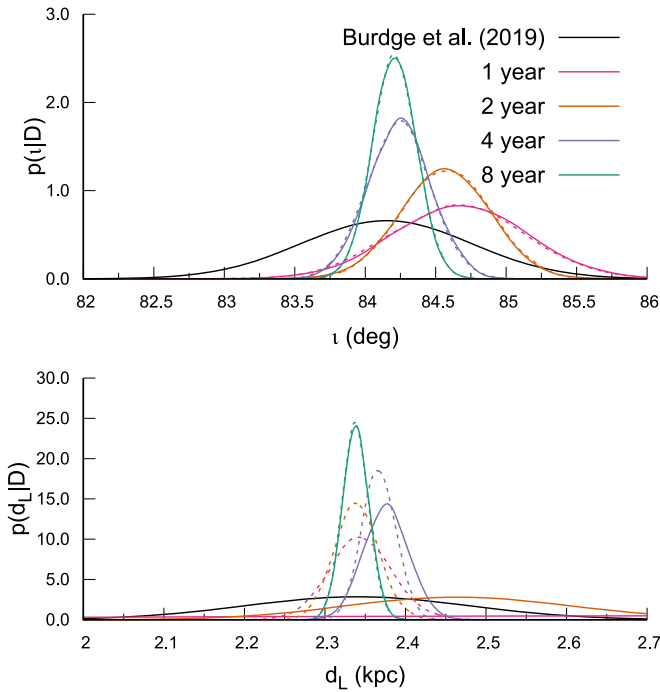 Burdge et al. (2019)
1 year
2 year
4 year
8 year
p(ι|D)
3.0
2.0
1.0
0.0
82 82.5 83 83.5 84 84.5 85 85.5 86
ι (deg)
p(d_L|D)
30.0
25.0
20.0
15.0
10.0
5.0
0.0
2 2.1 2.2 2.3 2.4 2.5 2.6 2.7
d_L (kpc)